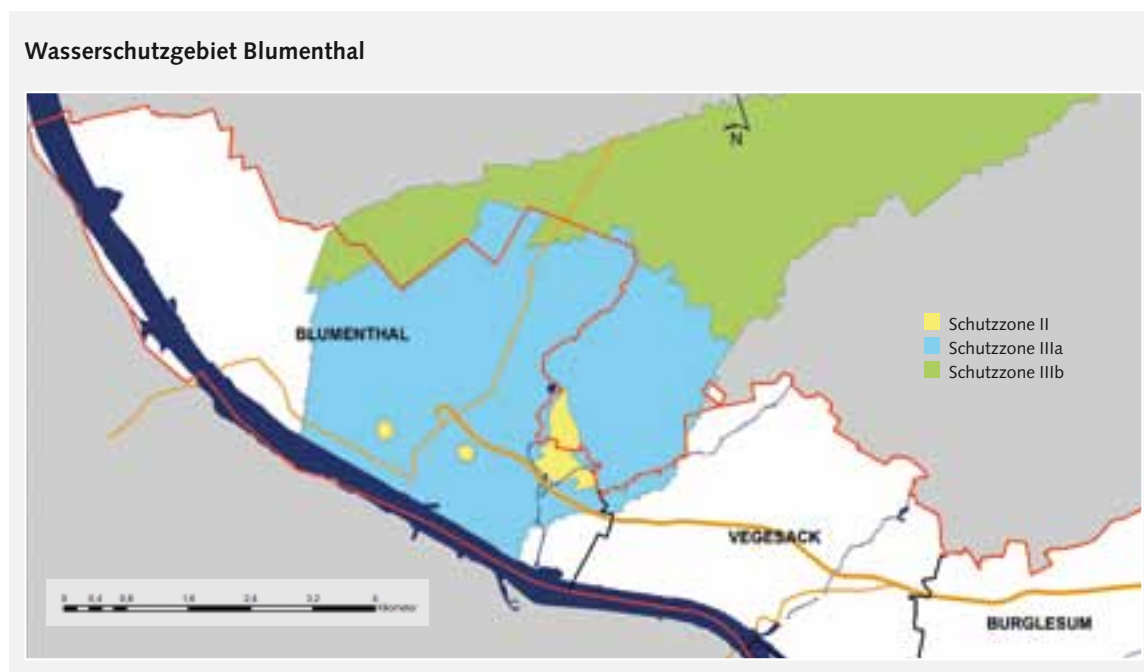 Wasserschutzgebiet Blumenthal
N
BLUMENTHAL
Schutzzone II
Schutzzone IIIa
Schutzzone IIIb
VEGESACK
BURGLESUM
0 0.4 0.8 1.6 2.4 3.2 4
Kilometer